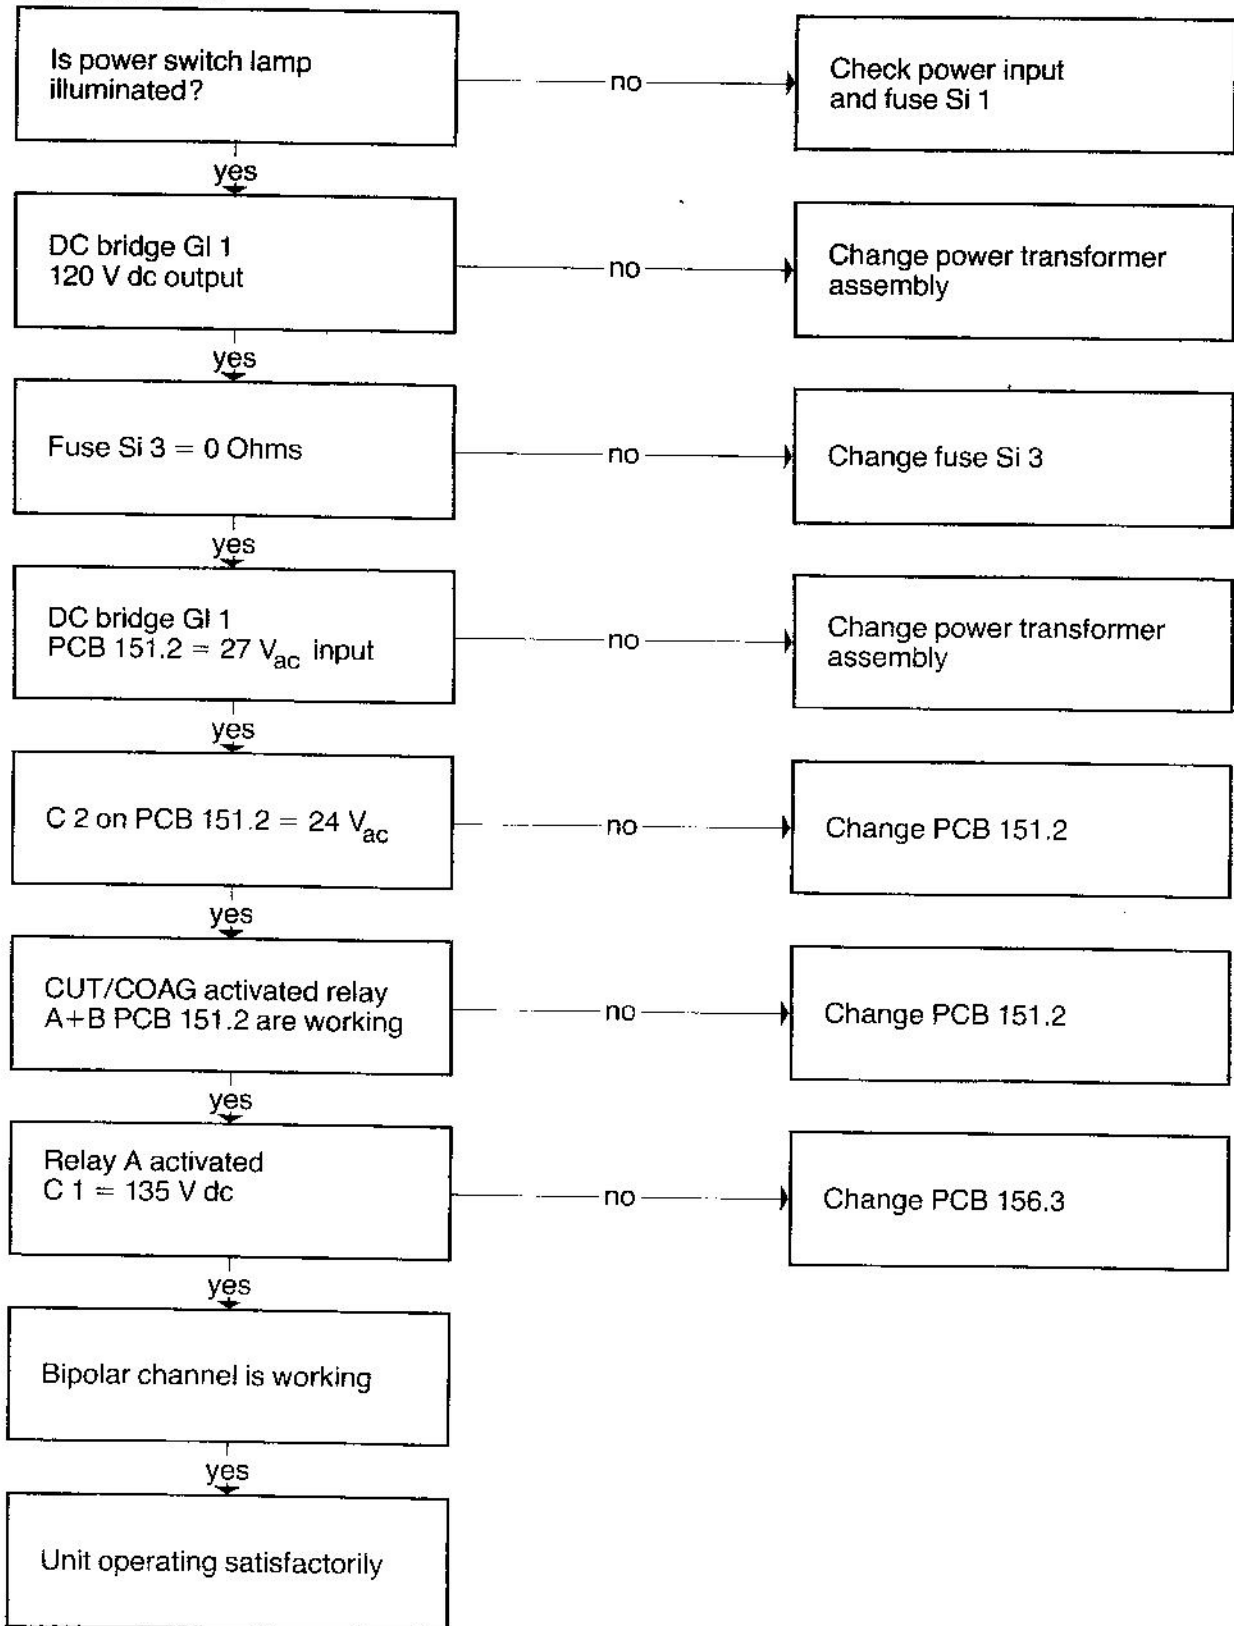 Is power switch lamp
illuminated?
no
Check power input
and fuse Si 1
yes
DC bridge Gl 1
120 V dc output
no
Change power transformer
assembly
yes
Fuse Si 3 = 0 Ohms
no
Change fuse Si 3
yes
DC bridge Gl 1
PCB 151.2 = 27 Vac input
no
Change power transformer
assembly
yes
C 2 on PCB 151.2 = 24 Vac
no
Change PCB 151.2
yes
CUT/COAG activated relay
A+B PCB 151.2 are working
no
Change PCB 151.2
yes
Relay A activated
C 1 = 135 V dc
no
Change PCB 156.3
yes
Bipolar channel is working
yes
Unit operating satisfactorily